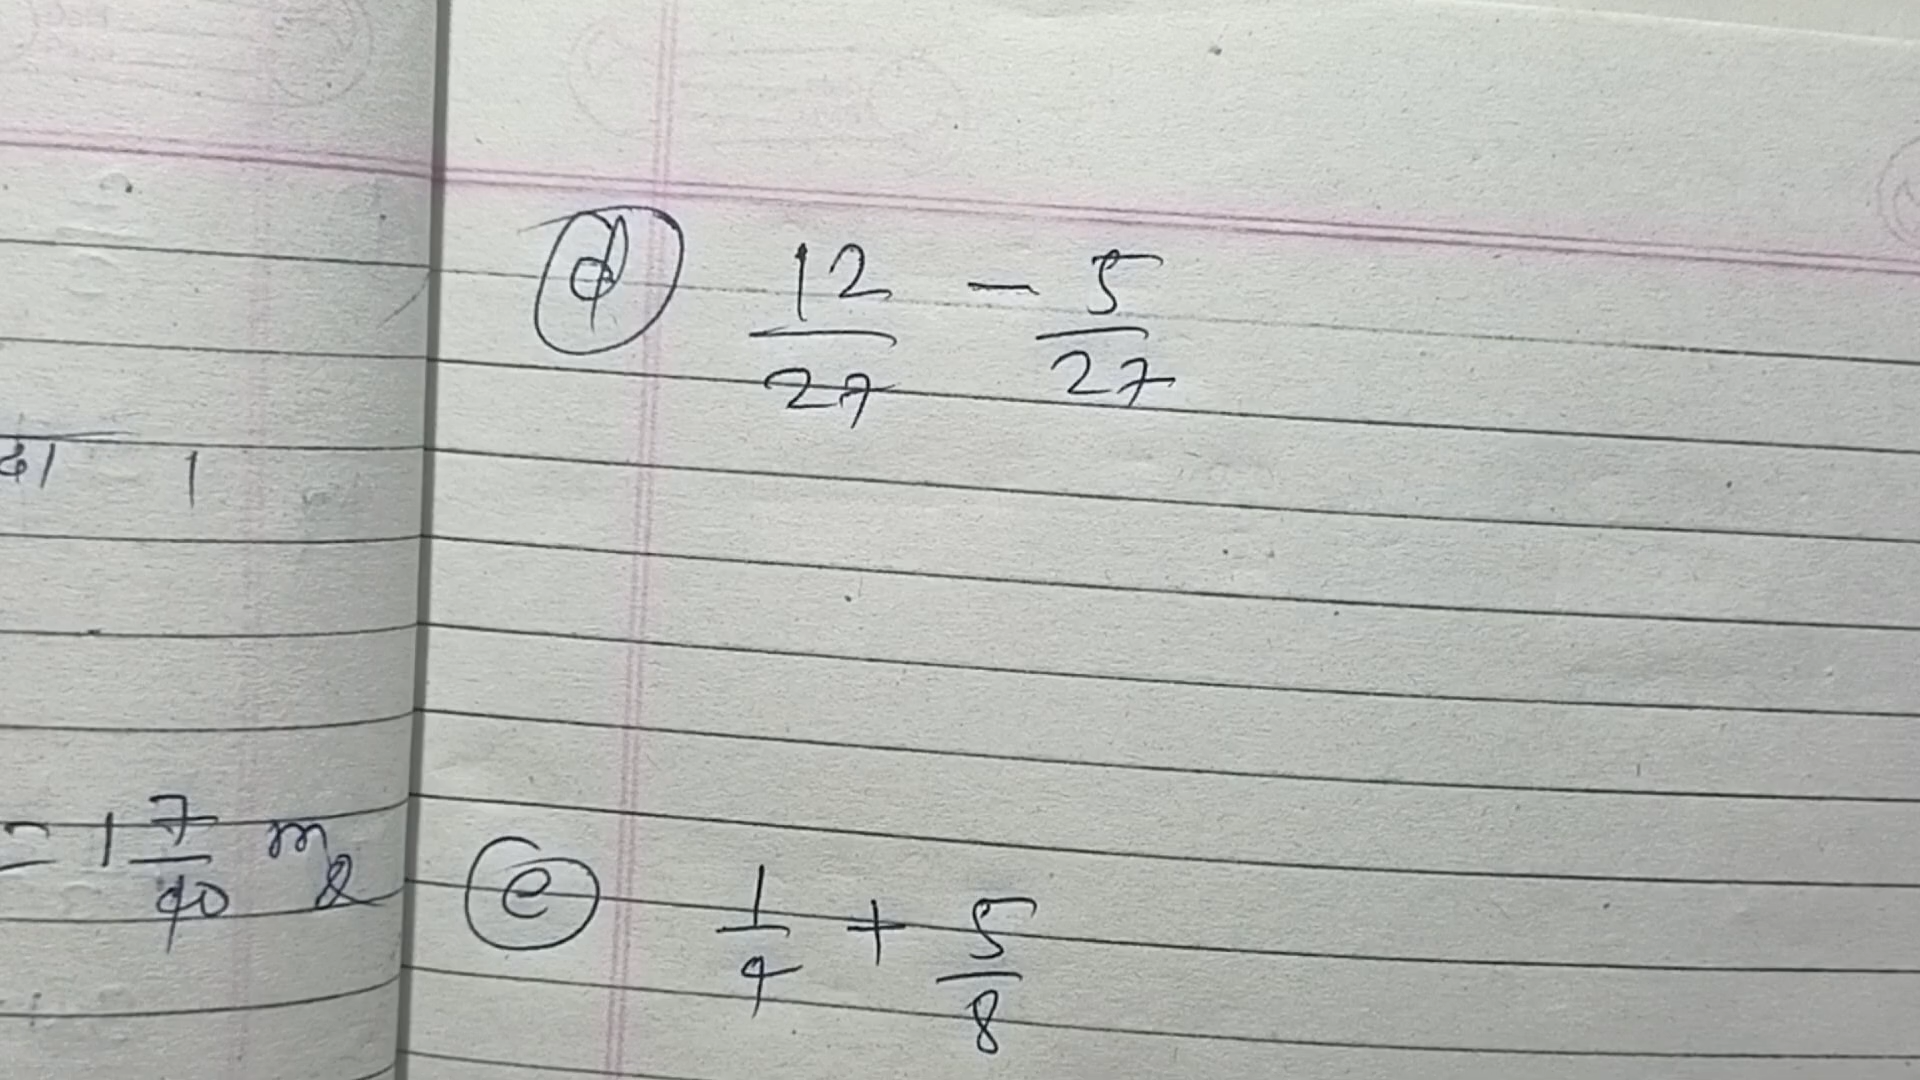 1
= 1 7/40 m
(d) 12/27 - 5/27
(e) 1/4 + 5/8